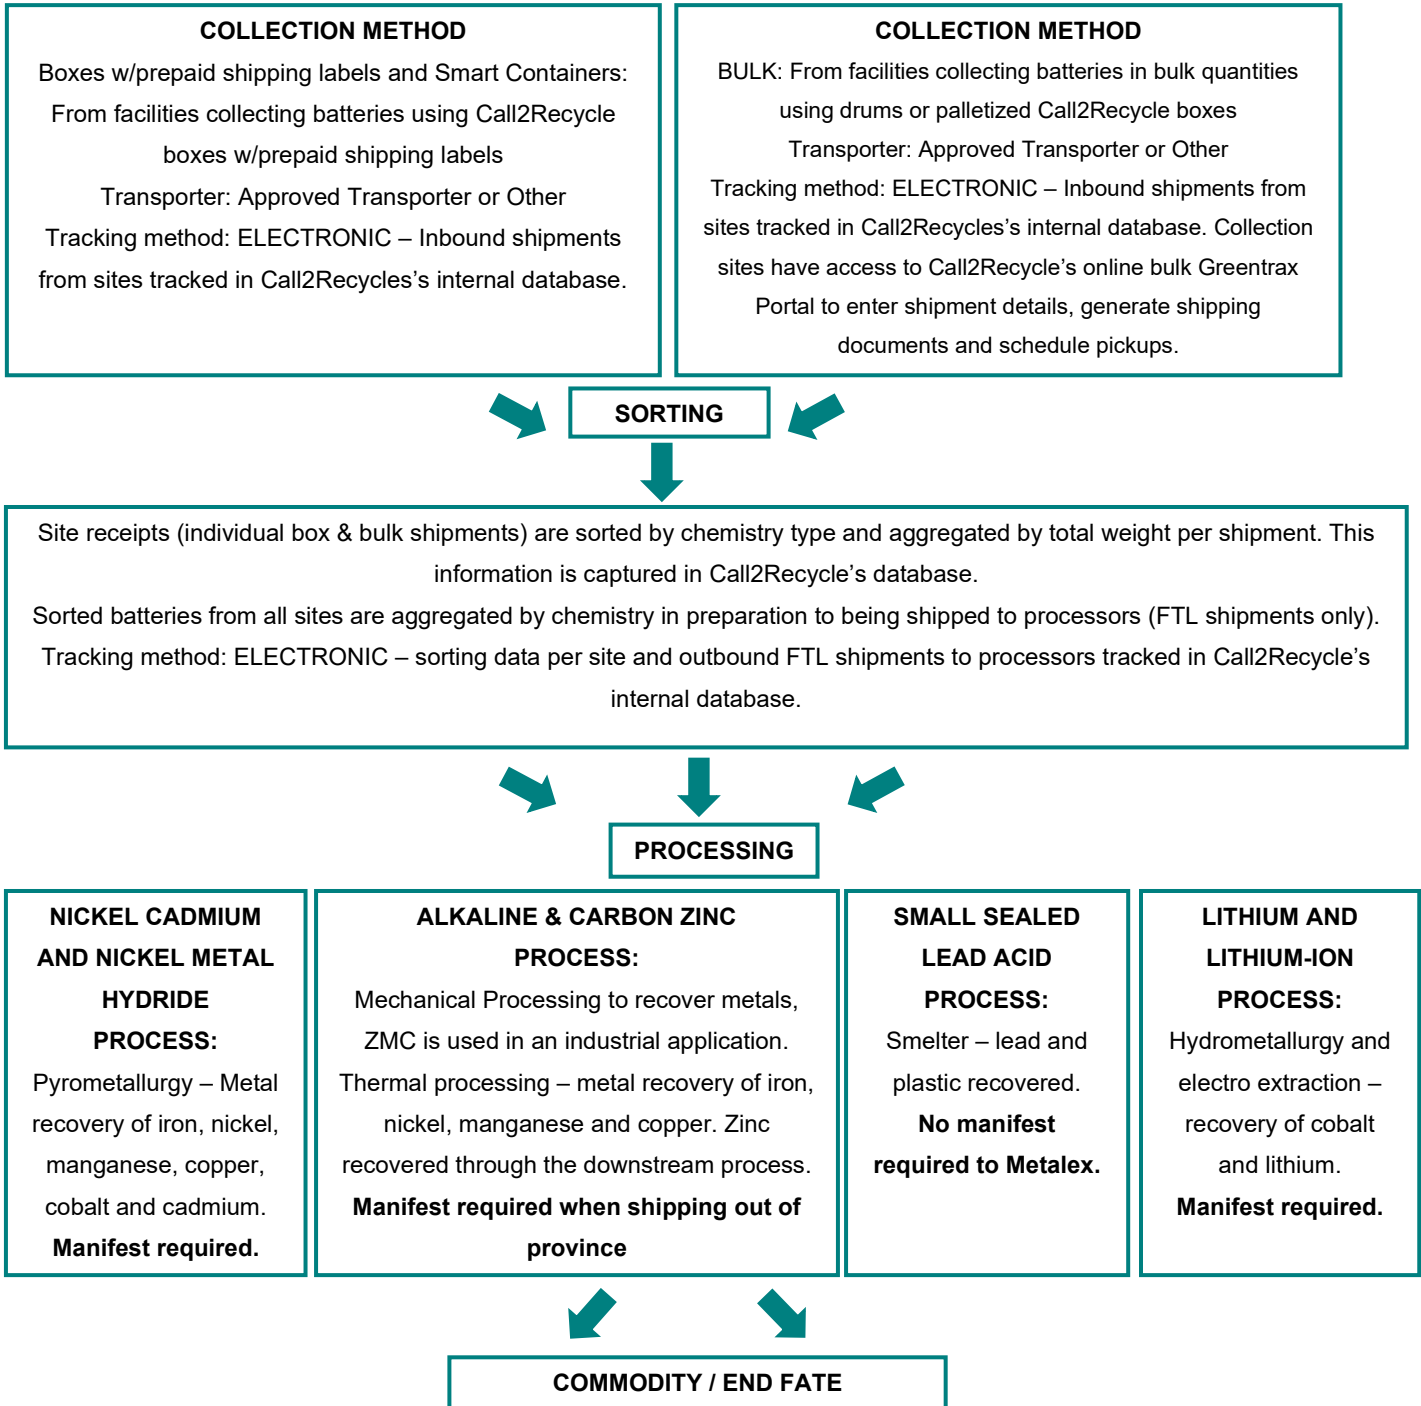 COLLECTION METHOD
Boxes w/prepaid shipping labels and Smart Containers:
From facilities collecting batteries using Call2Recycle
boxes w/prepaid shipping labels
Transporter: Approved Transporter or Other
Tracking method: ELECTRONIC – Inbound shipments
from sites tracked in Call2Recycles’s internal database.
COLLECTION METHOD
BULK: From facilities collecting batteries in bulk quantities
using drums or palletized Call2Recycle boxes
Transporter: Approved Transporter or Other
Tracking method: ELECTRONIC – Inbound shipments from
sites tracked in Call2Recycles’s internal database. Collection
sites have access to Call2Recycle’s online bulk Greentrax
Portal to enter shipment details, generate shipping
documents and schedule pickups.
SORTING
Site receipts (individual box & bulk shipments) are sorted by chemistry type and aggregated by total weight per shipment. This
information is captured in Call2Recycle’s database.
Sorted batteries from all sites are aggregated by chemistry in preparation to being shipped to processors (FTL shipments only).
Tracking method: ELECTRONIC – sorting data per site and outbound FTL shipments to processors tracked in Call2Recycle’s
internal database.
PROCESSING
NICKEL CADMIUM
AND NICKEL METAL
HYDRIDE
PROCESS:
Pyrometallurgy – Metal
recovery of iron, nickel,
manganese, copper,
cobalt and cadmium.
Manifest required.
ALKALINE & CARBON ZINC
PROCESS:
Mechanical Processing to recover metals,
ZMC is used in an industrial application.
Thermal processing – metal recovery of iron,
nickel, manganese and copper. Zinc
recovered through the downstream process.
Manifest required when shipping out of
province
SMALL SEALED
LEAD ACID
PROCESS:
Smelter – lead and
plastic recovered.
No manifest
required to Metalex.
LITHIUM AND
LITHIUM-ION
PROCESS:
Hydrometallurgy and
electro extraction –
recovery of cobalt
and lithium.
Manifest required.
COMMODITY / END FATE